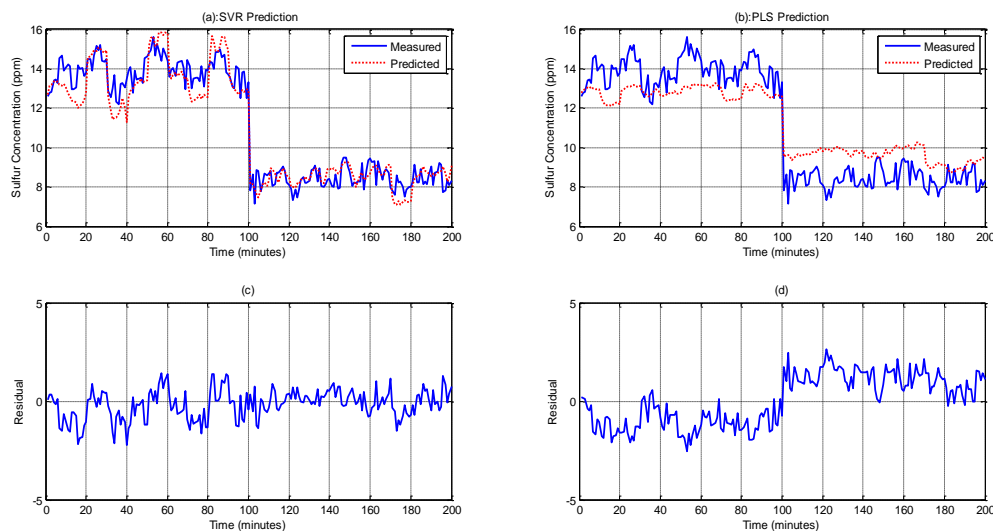 (a):SVR Prediction
16
14
12
10
8
6
Sulfur Concentration (ppm)
Measured
Predicted
0 20 40 60 80 100 120 140 160 180 200
Time (minutes)
(b):PLS Prediction
16
14
12
10
8
6
Sulfur Concentration (ppm)
Measured
Predicted
0 20 40 60 80 100 120 140 160 180 200
Time (minutes)
(c)
5
0
-5
Residual
0 20 40 60 80 100 120 140 160 180 200
Time (minutes)
(d)
5
0
-5
Residual
0 20 40 60 80 100 120 140 160 180 200
Time (minutes)